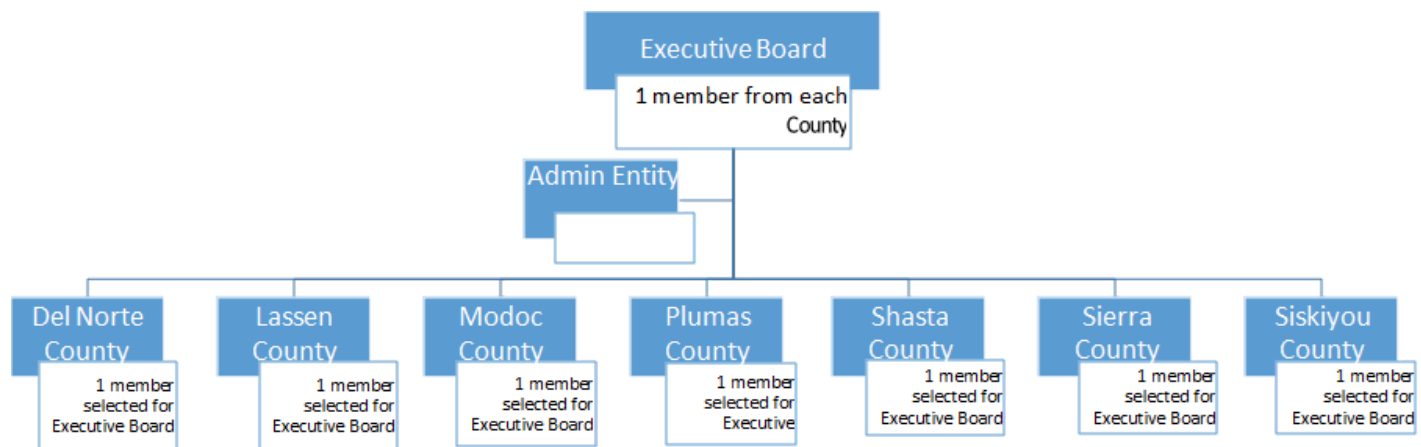 Executive Board
1 member from each
County
Admin Entity
Del Norte
County
1 member
selected for
Executive Board
Lassen
County
1 member
selected for
Executive Board
Modoc
County
1 member
selected for
Executive Board
Plumas
County
1 member
selected for
Executive
Shasta
County
1 member
selected for
Executive Board
Sierra
County
1 member
selected for
Executive Board
Siskiyou
County
1 member
selected for
Executive Board